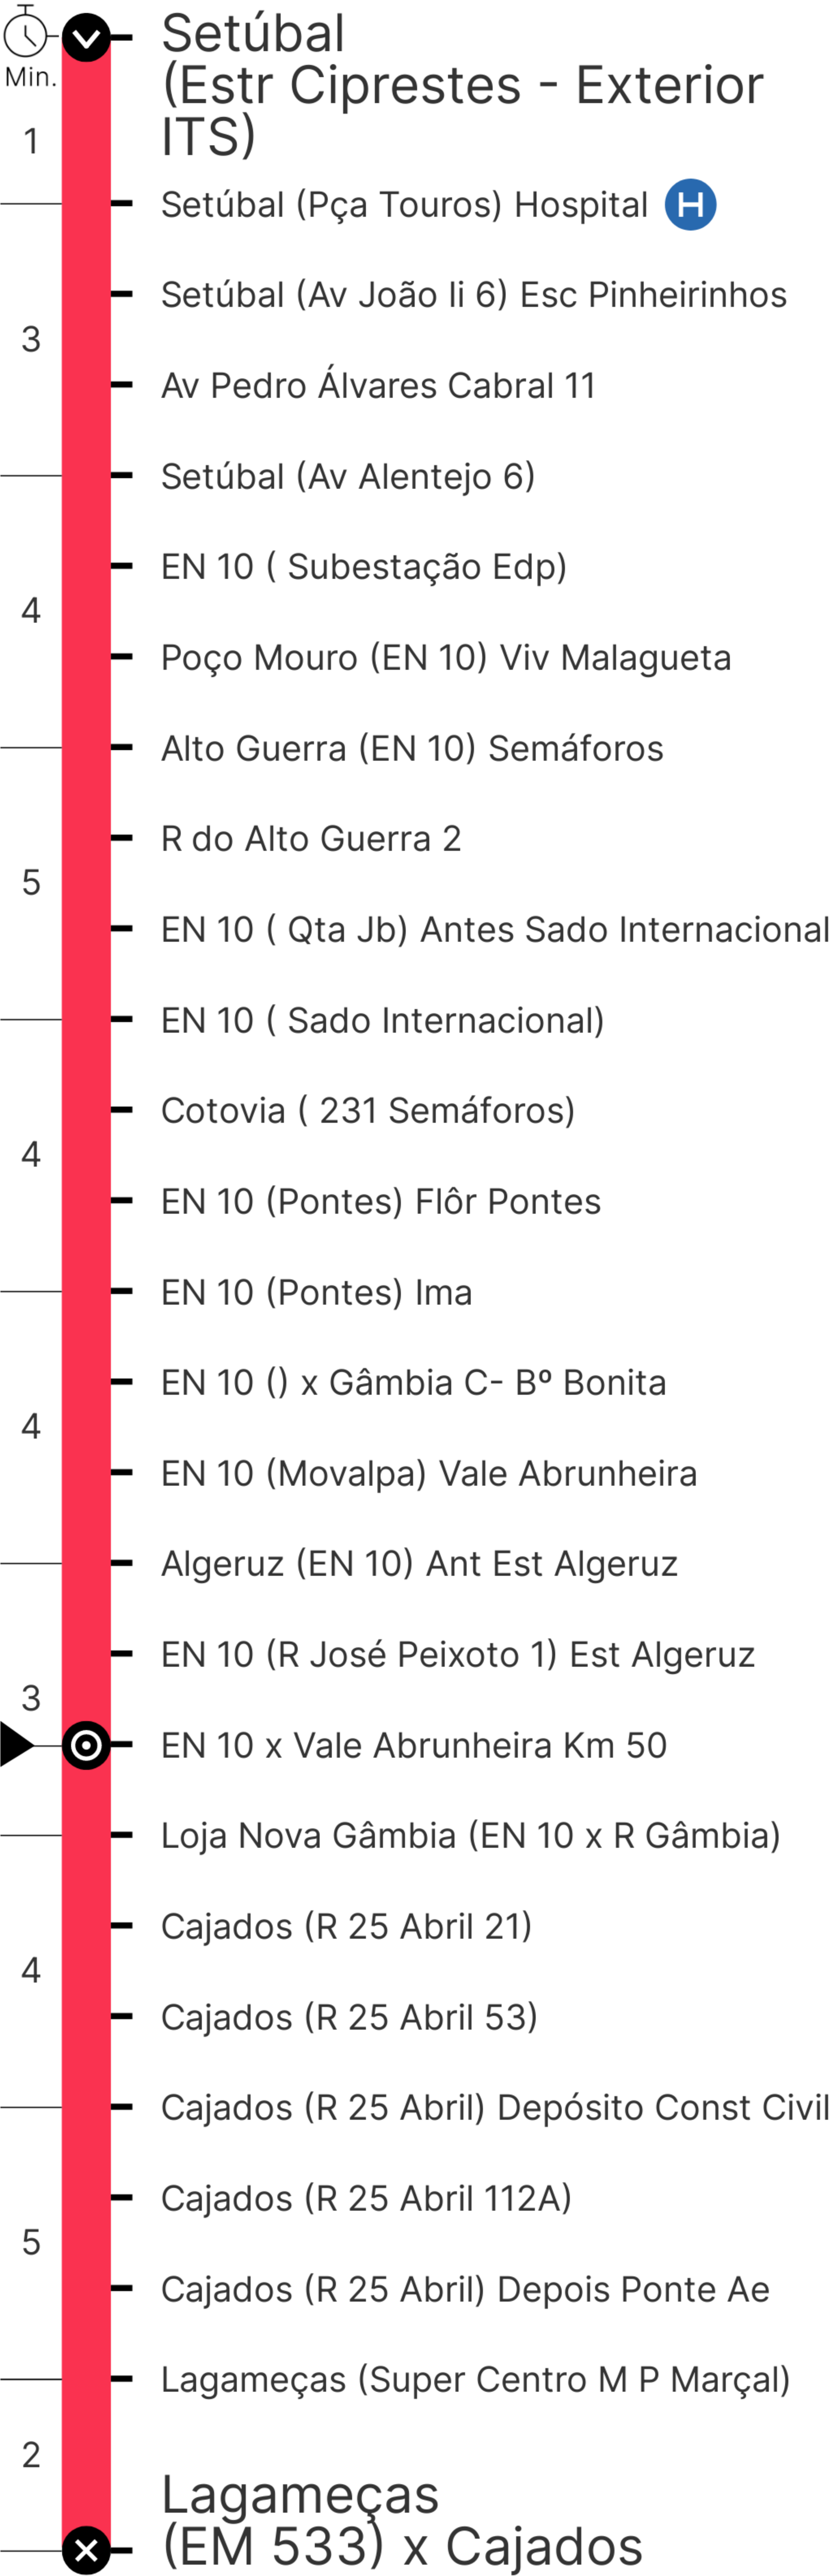 Min.
Setúbal
(Estr Ciprestes - Exterior
ITS)
1
Setúbal (Pça Touros) Hospital H
Setúbal (Av João Ii 6) Esc Pinheirinhos
3
Av Pedro Álvares Cabral 11
Setúbal (Av Alentejo 6)
EN 10 ( Subestação Edp)
4
Poço Mouro (EN 10) Viv Malagueta
Alto Guerra (EN 10) Semáforos
R do Alto Guerra 2
5
EN 10 ( Qta Jb) Antes Sado Internacional
EN 10 ( Sado Internacional)
Cotovia ( 231 Semáforos)
4
EN 10 (Pontes) Flôr Pontes
EN 10 (Pontes) Ima
EN 10 () x Gâmbia C- Bº Bonita
4
EN 10 (Movalpa) Vale Abrunheira
Algeruz (EN 10) Ant Est Algeruz
EN 10 (R José Peixoto 1) Est Algeruz
3
EN 10 x Vale Abrunheira Km 50
Loja Nova Gâmbia (EN 10 x R Gâmbia)
Cajados (R 25 Abril 21)
4
Cajados (R 25 Abril 53)
Cajados (R 25 Abril) Depósito Const Civil
Cajados (R 25 Abril 112A)
5
Cajados (R 25 Abril) Depois Ponte Ae
Lagameças (Super Centro M P Marçal)
2
Lagameças
(EM 533) x Cajados